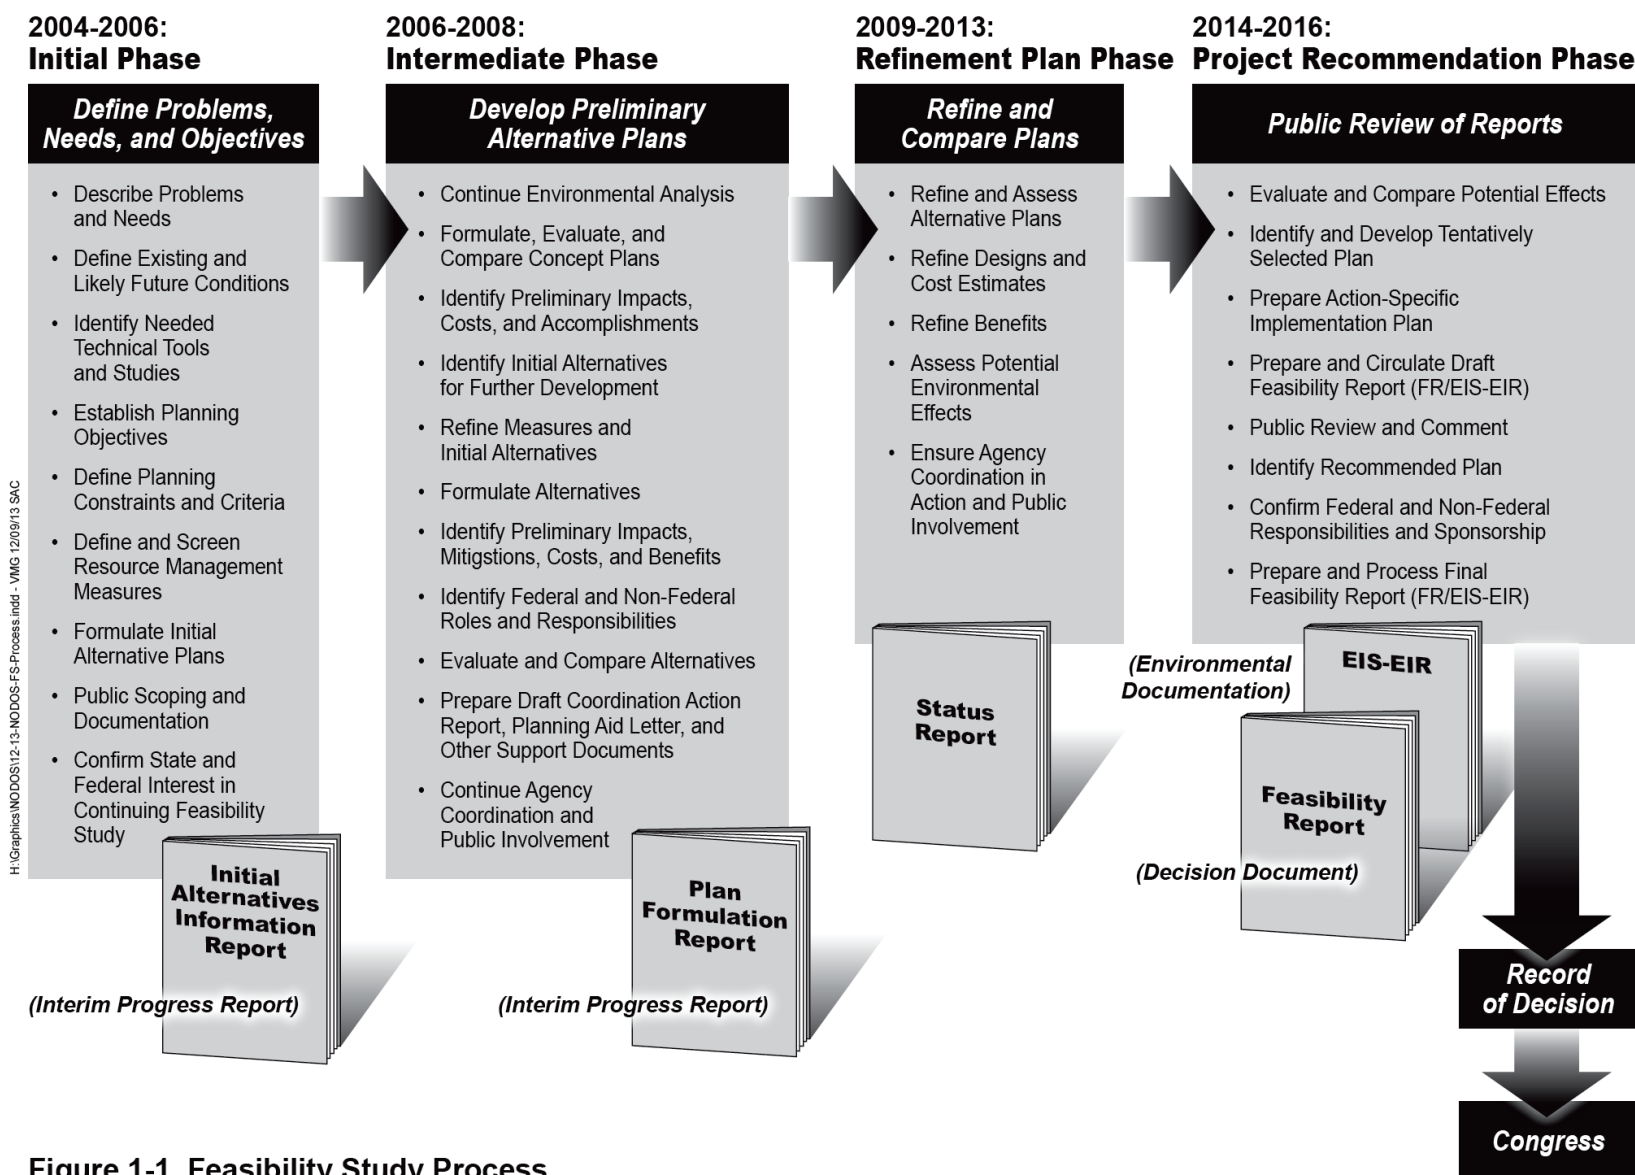 2004-2006:
Initial Phase
Define Problems,
Needs, and Objectives
• Describe Problems
and Needs
• Define Existing and
Likely Future Conditions
• Identify Needed
Technical Tools
and Studies
• Establish Planning
Objectives
• Define Planning
Constraints and Criteria
• Define and Screen
Resource Management
Measures
• Formulate Initial
Alternative Plans
• Public Scoping and
Documentation
• Confirm State and
Federal Interest in
Continuing Feasibility
Study
Initial
Alternatives
Information
Report
(Interim Progress Report)
2006-2008:
Intermediate Phase
Develop Preliminary
Alternative Plans
• Continue Environmental Analysis
• Formulate, Evaluate, and
Compare Concept Plans
• Identify Preliminary Impacts,
Costs, and Accomplishments
• Identify Initial Alternatives
for Further Development
• Refine Measures and
Initial Alternatives
• Formulate Alternatives
• Identify Preliminary Impacts,
Mitigstions, Costs, and Benefits
• Identify Federal and Non-Federal
Roles and Responsibilities
• Evaluate and Compare Alternatives
• Prepare Draft Coordination Action
Report, Planning Aid Letter, and
Other Support Documents
• Continue Agency
Coordination and
Public Involvement
Plan
Formulation
Report
(Interim Progress Report)
2009-2013:
Refinement Plan Phase
Refine and
Compare Plans
• Refine and Assess
Alternative Plans
• Refine Designs and
Cost Estimates
• Refine Benefits
• Assess Potential
Environmental
Effects
• Ensure Agency
Coordination in
Action and Public
Involvement
Status
Report
2014-2016:
Project Recommendation Phase
Public Review of Reports
• Evaluate and Compare Potential Effects
• Identify and Develop Tentatively
Selected Plan
• Prepare Action-Specific
Implementation Plan
• Prepare and Circulate Draft
Feasibility Report (FR/EIS-EIR)
• Public Review and Comment
• Identify Recommended Plan
• Confirm Federal and Non-Federal
Responsibilities and Sponsorship
• Prepare and Process Final
Feasibility Report (FR/EIS-EIR)
(Environmental
Documentation)
EIS-EIR
Feasibility
Report
(Decision Document)
Record
of Decision
Congress
H:\Graphics\NODOS\12-13-NODOS-FS-Process.indd - VMG 12/09/13 SAC
Figure 1-1. Feasibility Study Process